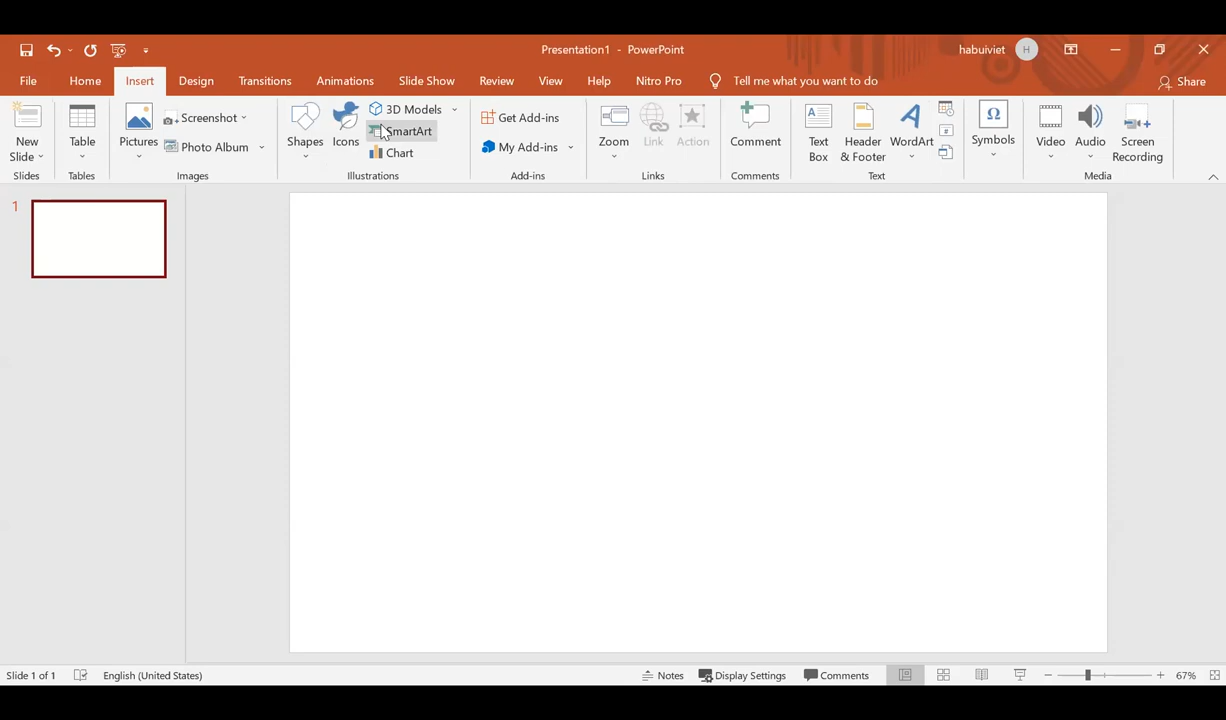 Presentation1 - PowerPoint
habuiviet
H
File Home Insert Design Transitions Animations Slide Show Review View Help Nitro Pro Tell me what you want to do
Share
New Slide
Table
Pictures
Screenshot
Photo Album
Shapes
Icons
3D Models
SmartArt
Chart
Get Add-ins
My Add-ins
Zoom
Link
Action
Comment
Text Box
Header & Footer
WordArt
Symbols
Video
Audio
Screen Recording
Slides Tables Images Illustrations Add-ins Links Comments Text Media
1
Slide 1 of 1 English (United States) Notes Display Settings Comments 67%